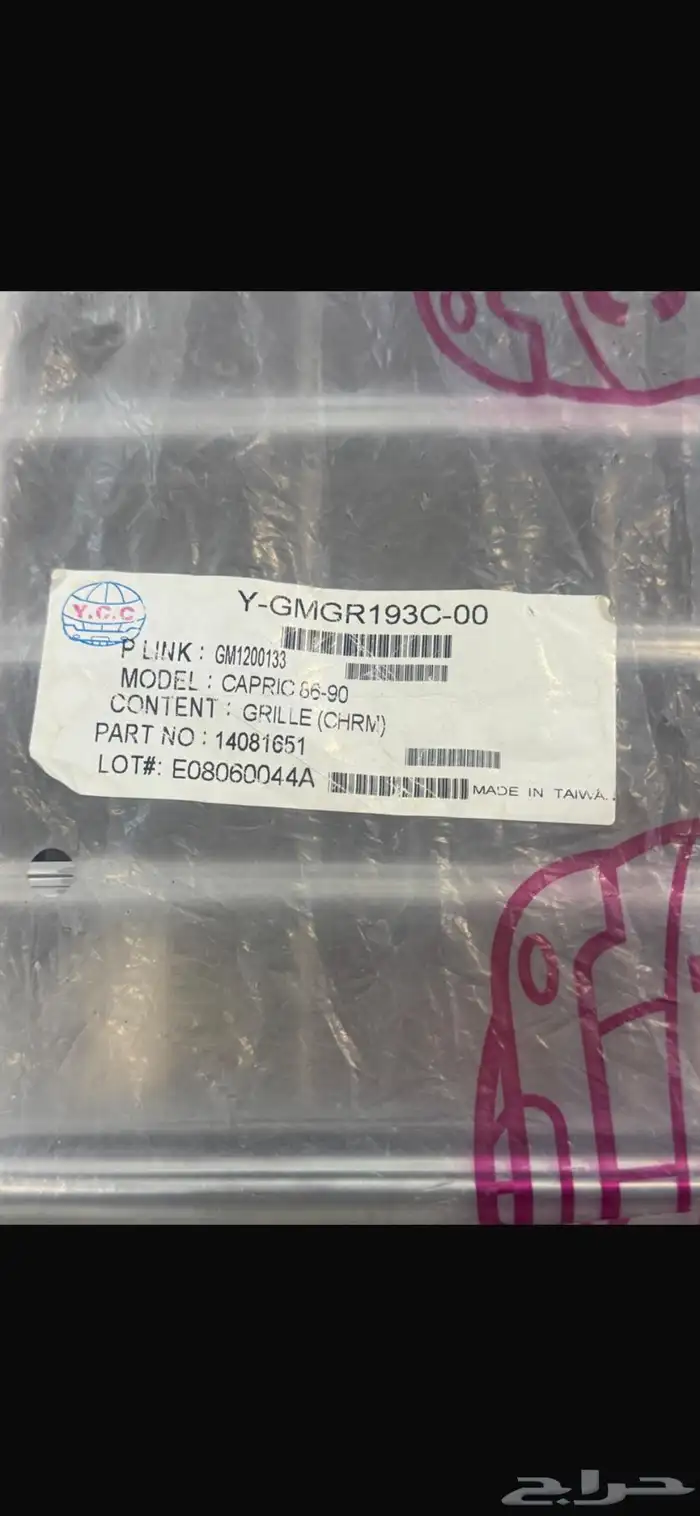 Y.C.C
Y-GMGR193C-00
P LINK : GM1200133
MODEL : CAPRIC 86-90
CONTENT : GRILLE (CHRM)
PART NO : 14081651
LOT#: E08060044A
MADE IN TAIWA.
حراج